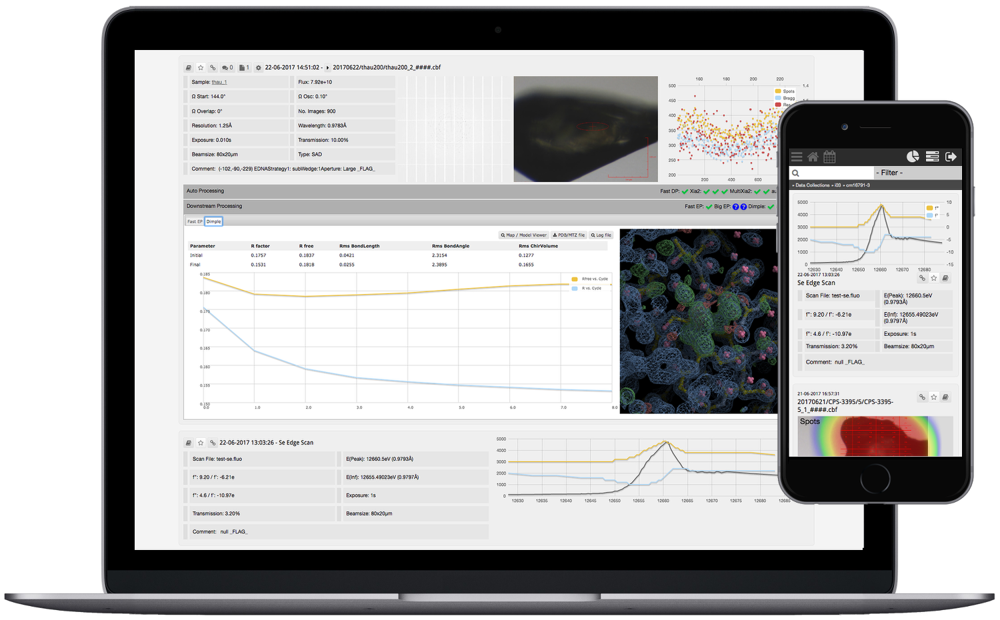 0 1 22-06-2017 14:51:02 - 20170622/thau200/thau200_2_####.cbf
Sample: thau_1 Flux: 7.92e+10
Ω Start: 144.0° Ω Osc: 0.10°
Ω Overlap: 0° No. Images: 900
Resolution: 1.25Å Wavelength: 0.9783Å
Exposure: 0.010s Transmission: 10.00%
Beamsize: 80x20µm Type: SAD
Comment: (-102,-90,-229) EDNAStrategy1: subWedge:1Aperture: Large _FLAG_
160 180 200 220
500 1.4
450
400
350
300
250
200
200 400 600
Spots
Bragg
Res
Auto Processing Fast DP: Xia2: MultiXia2: au
Downstream Processing Fast EP: Big EP: ? ? Dimple:
Fast EP Dimple
Map / Model Viewer PDB/MTZ file Log file
Parameter R factor R free Rms BondLength Rms BondAngle Rms ChirVolume
Initial 0.1757 0.1837 0.0421 2.3154 0.1277
Final 0.1531 0.1818 0.0255 2.3895 0.1655
0.185
0.180
0.175
0.170
0.165
0.160
0.155
0.150
0.0 1.0 2.0 3.0 4.0 5.0 6.0 7.0 8.0
Rfree vs. Cycle
R vs. Cycle
22-06-2017 13:03:26 - Se Edge Scan
Scan File: test-se.fluo E(Peak): 12660.5eV (0.9793Å)
f'': 9.20 / f': -6.21e E(Inf): 12655.49023eV (0.9797Å)
f'': 4.6 / f': -10.97e Exposure: 1s
Transmission: 3.20% Beamsize: 80x20µm
Comment: null _FLAG_
5000
4000
3000
2000
1000
0
12630 12635 12640 12645 12650 12655 12660 12665 12670 12675 12680 12685
- Filter -
» Data Collections » i03 » cm16791-3
5000 10
4000 5
3000 0
2000 -5
1000 -10
0 -15
12630 12640 12650 12660 12670 12680
f''
f'
22-06-2017 13:03:26
Se Edge Scan
Scan File: test-se.fluo E(Peak): 12660.5eV
(0.9793Å)
f'': 9.20 / f': -6.21e E(Inf): 12655.49023eV
(0.9797Å)
f'': 4.6 / f': -10.97e Exposure: 1s
Transmission: 3.20% Beamsize: 80x20µm
Comment: null _FLAG_
21-06-2017 16:57:31
20170621/CPS-3395/5/CPS-3395-
5_1_####.cbf
Spots